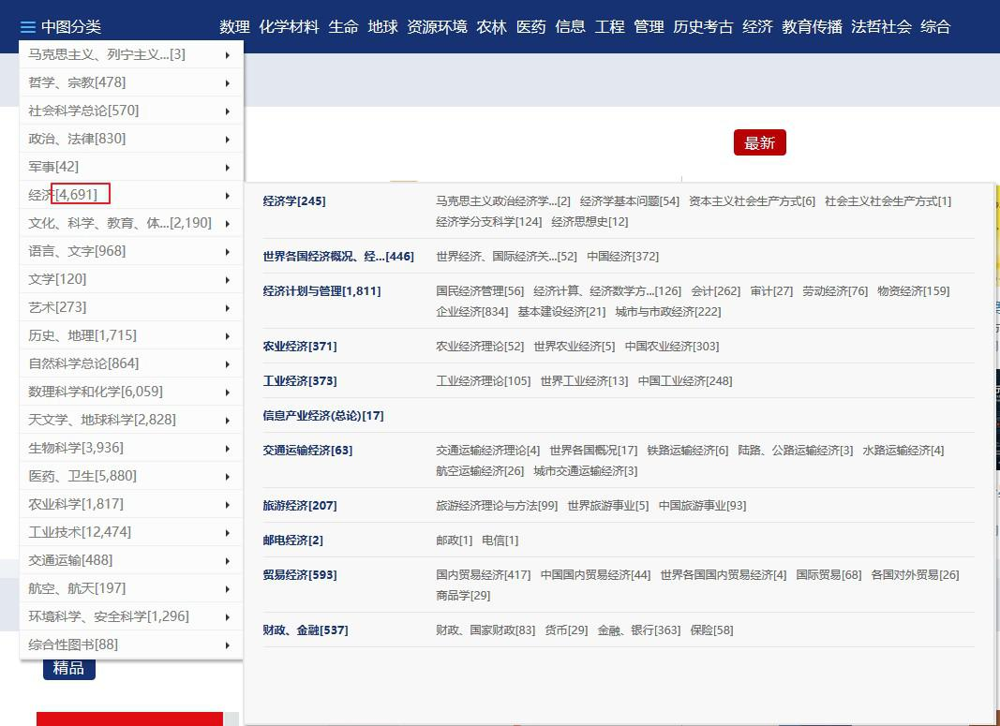 中图分类
数理 化学材料 生命 地球 资源环境 农林 医药 信息 工程 管理 历史考古 经济 教育传播 法哲社会 综合
马克思主义、列宁主义...[3]
哲学、宗教[478]
社会科学总论[570]
政治、法律[830]
军事[42]
经济[4,691]
文化、科学、教育、体...[2,190]
语言、文字[968]
文学[120]
艺术[273]
历史、地理[1,715]
自然科学总论[864]
数理科学和化学[6,059]
天文学、地球科学[2,828]
生物科学[3,936]
医药、卫生[5,880]
农业科学[1,817]
工业技术[12,474]
交通运输[488]
航空、航天[197]
环境科学、安全科学[1,296]
综合性图书[88]
精品
最新
经济学[245]
马克思主义政治经济学...[2] 经济学基本问题[54] 资本主义社会生产方式[6] 社会主义社会生产方式[1]
经济学分支科学[124] 经济思想史[12]
世界各国经济概况、经...[446]
世界经济、国际经济关...[52] 中国经济[372]
经济计划与管理[1,811]
国民经济管理[56] 经济计算、经济数学方...[126] 会计[262] 审计[27] 劳动经济[76] 物资经济[159]
企业经济[834] 基本建设经济[21] 城市与市政经济[222]
农业经济[371]
农业经济理论[52] 世界农业经济[5] 中国农业经济[303]
工业经济[373]
工业经济理论[105] 世界工业经济[13] 中国工业经济[248]
信息产业经济(总论)[17]
交通运输经济[63]
交通运输经济理论[4] 世界各国概况[17] 铁路运输经济[6] 陆路、公路运输经济[3] 水路运输经济[4]
航空运输经济[26] 城市交通运输经济[3]
旅游经济[207]
旅游经济理论与方法[99] 世界旅游事业[5] 中国旅游事业[93]
邮电经济[2]
邮政[1] 电信[1]
贸易经济[593]
国内贸易经济[417] 中国国内贸易经济[44] 世界各国国内贸易经济[4] 国际贸易[68] 各国对外贸易[26]
商品学[29]
财政、金融[537]
财政、国家财政[83] 货币[29] 金融、银行[363] 保险[58]